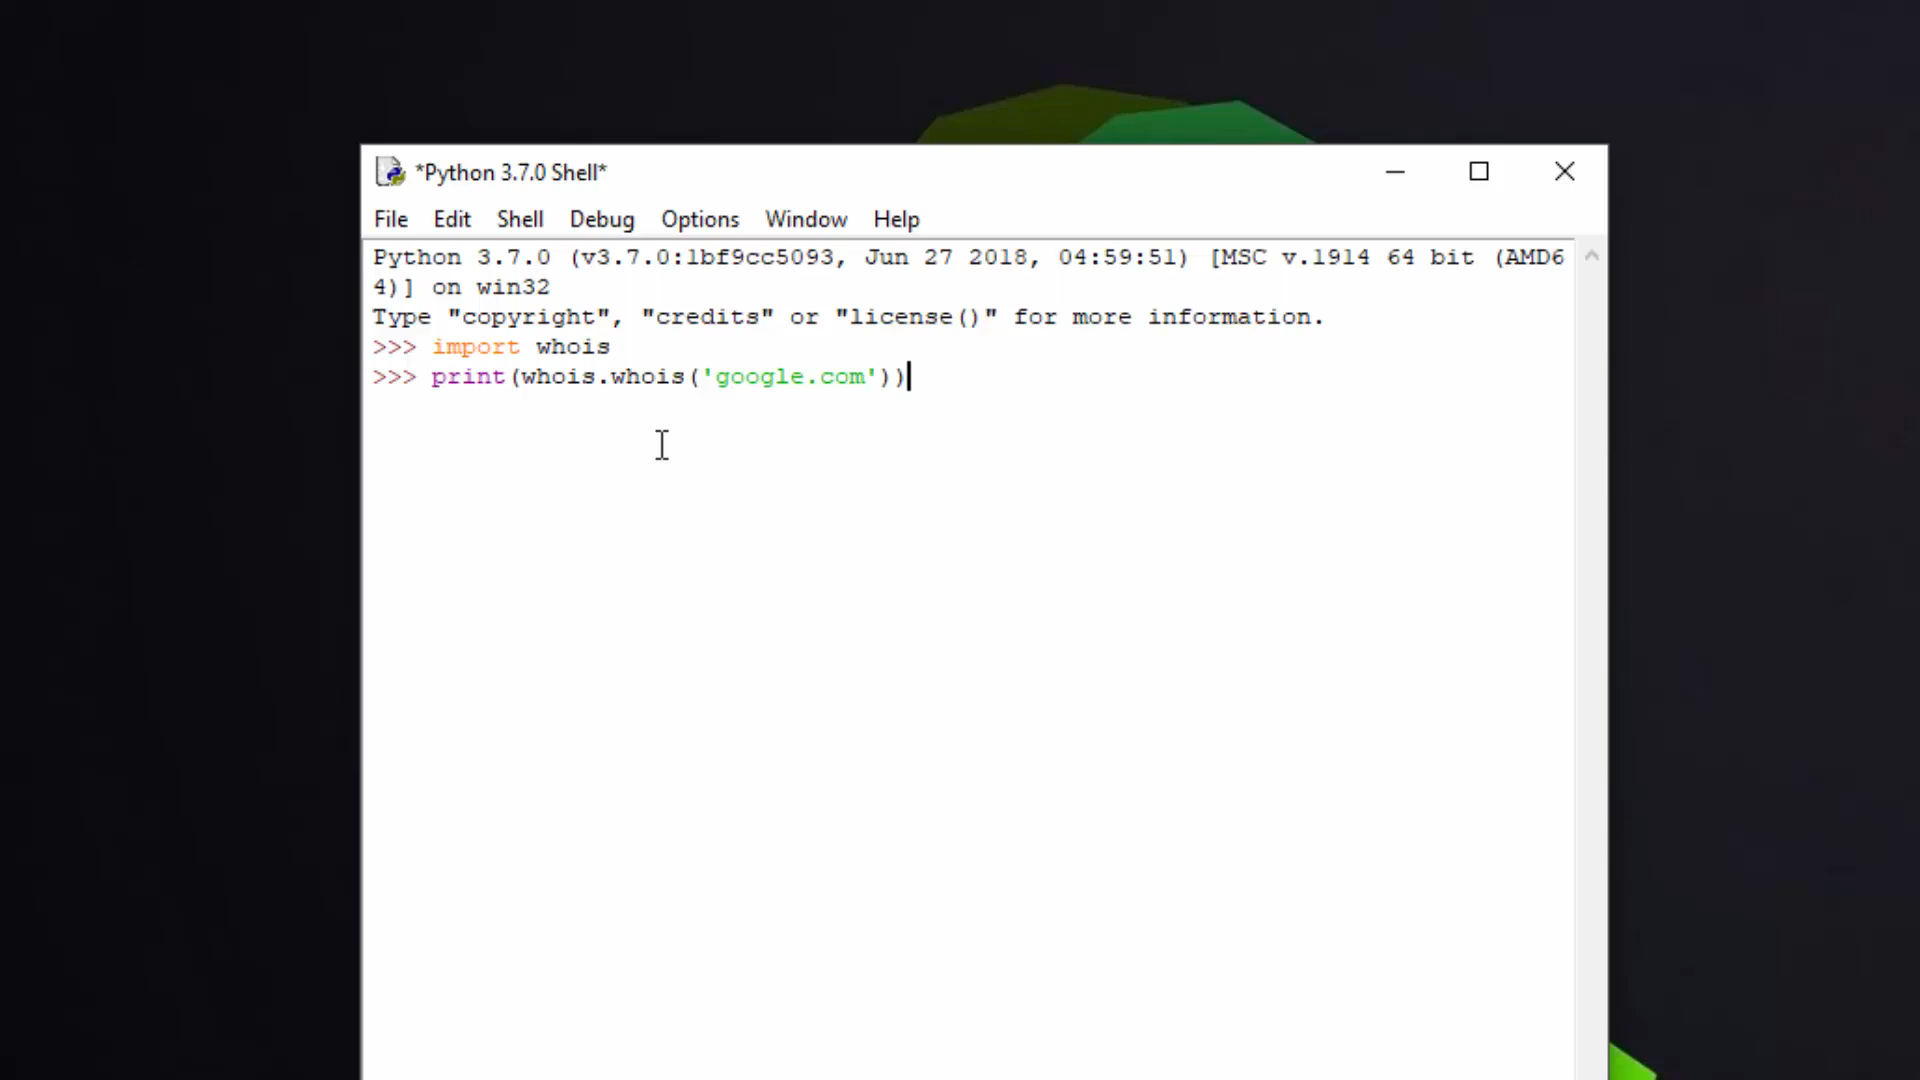 *Python 3.7.0 Shell*
File Edit Shell Debug Options Window Help
Python 3.7.0 (v3.7.0:1bf9cc5093, Jun 27 2018, 04:59:51) [MSC v.1914 64 bit (AMD6
4)] on win32
Type "copyright", "credits" or "license()" for more information.
>>> import whois
>>> print(whois.whois('google.com'))